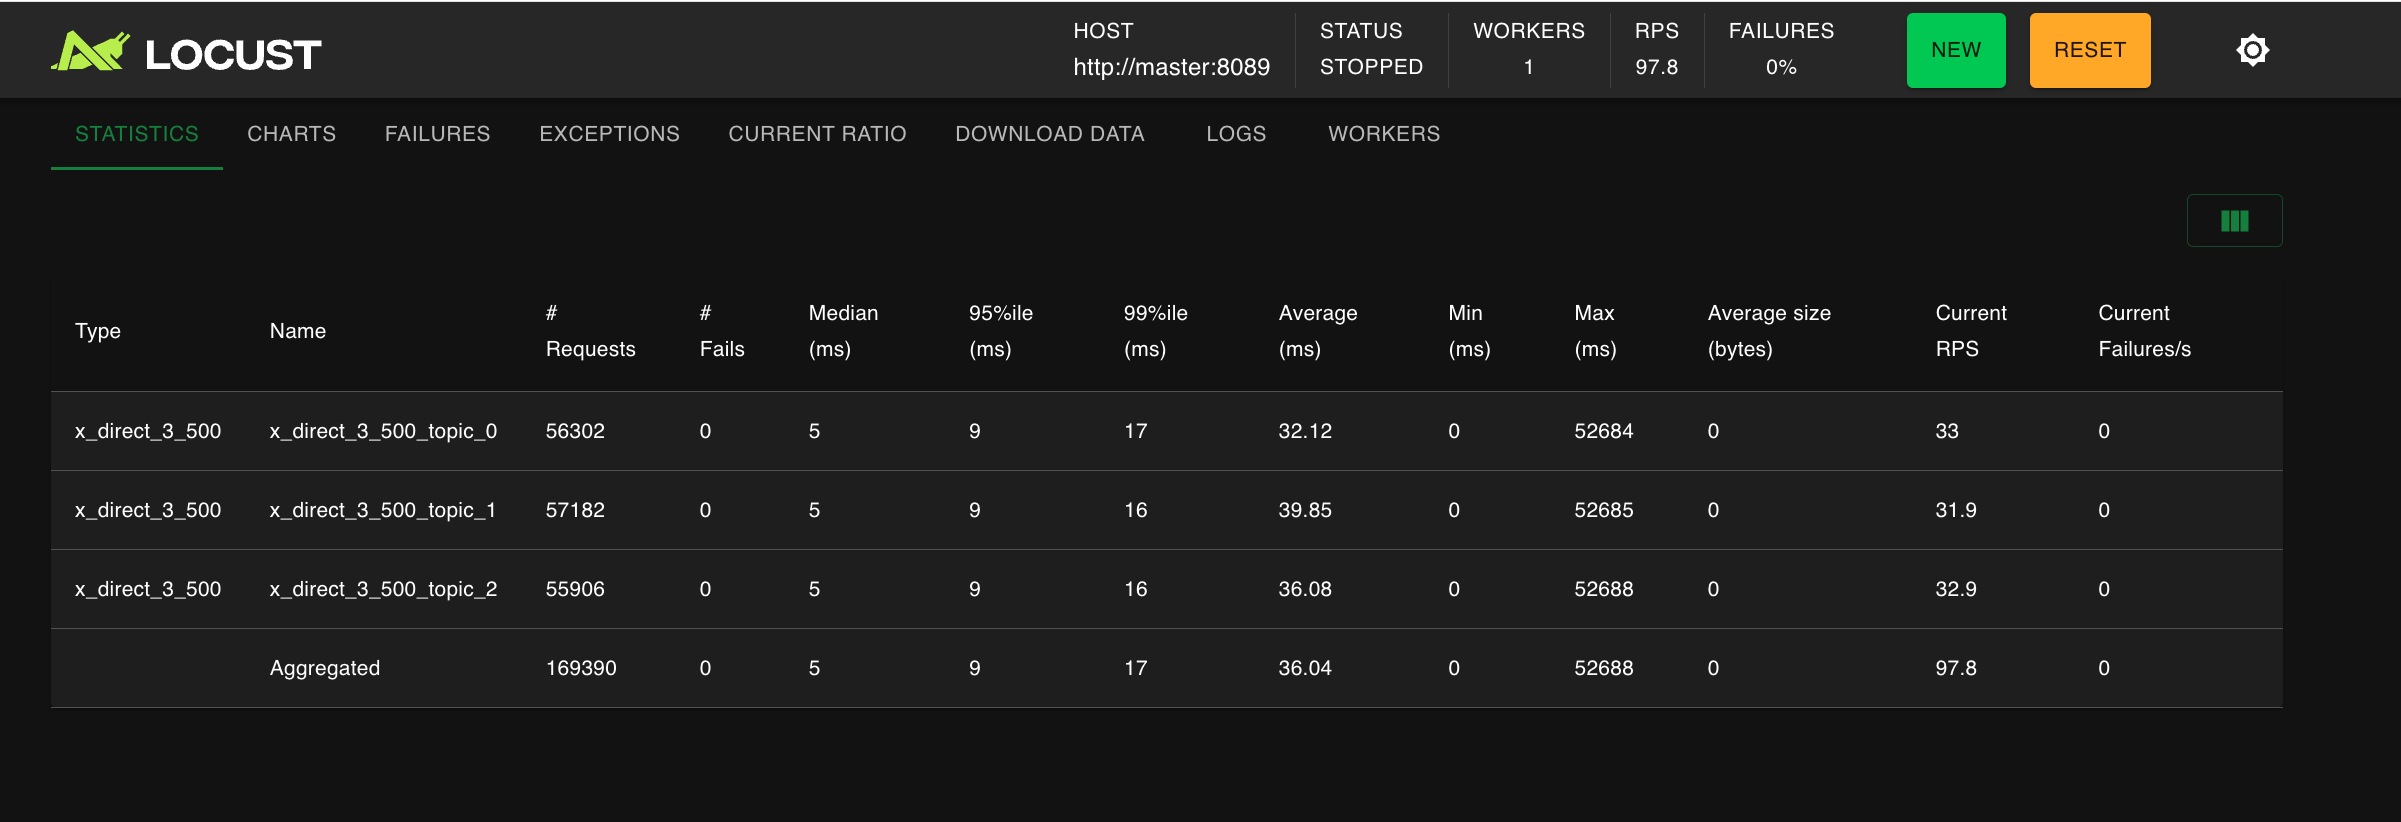 LOCUST
HOST
http://master:8089
STATUS
STOPPED
WORKERS
1
RPS
97.8
FAILURES
0%
NEW
RESET
STATISTICS CHARTS FAILURES EXCEPTIONS CURRENT RATIO DOWNLOAD DATA LOGS WORKERS
Type Name # Requests # Fails Median (ms) 95%ile (ms) 99%ile (ms) Average (ms) Min (ms) Max (ms) Average size (bytes) Current RPS Current Failures/s
x_direct_3_500 x_direct_3_500_topic_0 56302 0 5 9 17 32.12 0 52684 0 33 0
x_direct_3_500 x_direct_3_500_topic_1 57182 0 5 9 16 39.85 0 52685 0 31.9 0
x_direct_3_500 x_direct_3_500_topic_2 55906 0 5 9 16 36.08 0 52688 0 32.9 0
Aggregated 169390 0 5 9 17 36.04 0 52688 0 97.8 0